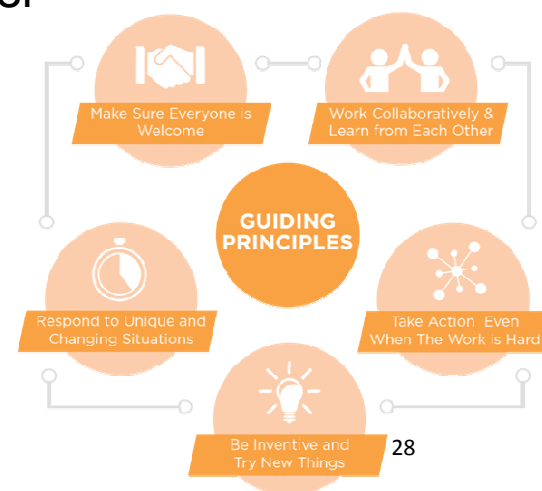 Make Sure Everyone is
Welcome
Work Collaboratively &
Learn from Each Other
GUIDING
PRINCIPLES
Respond to Unique and
Changing Situations
Take Action Even
When The Work is Hard
Be Inventive and
Try New Things
28